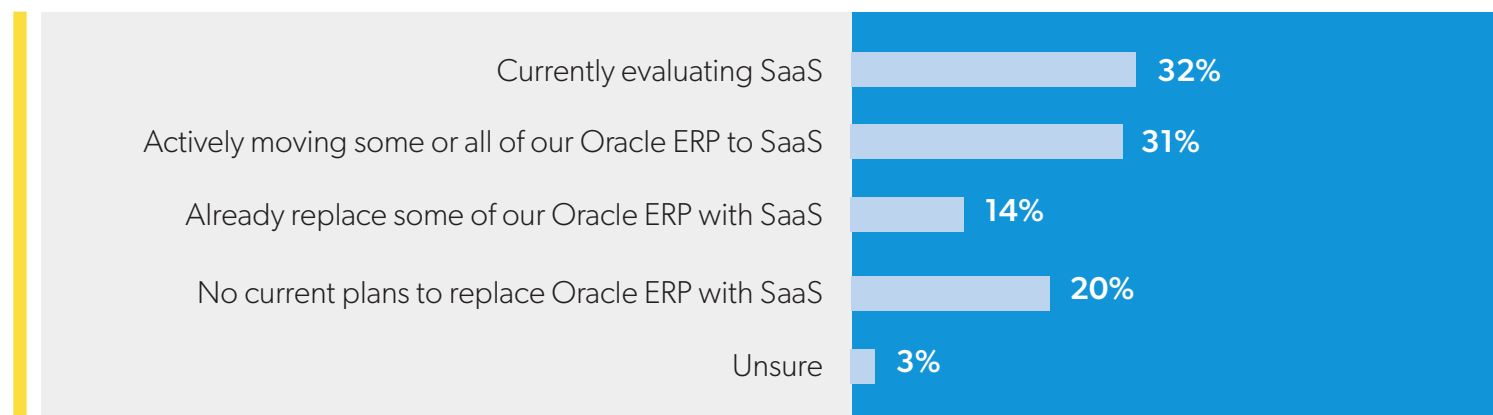 Currently evaluating SaaS 32%
Actively moving some or all of our Oracle ERP to SaaS 31%
Already replace some of our Oracle ERP with SaaS 14%
No current plans to replace Oracle ERP with SaaS 20%
Unsure 3%